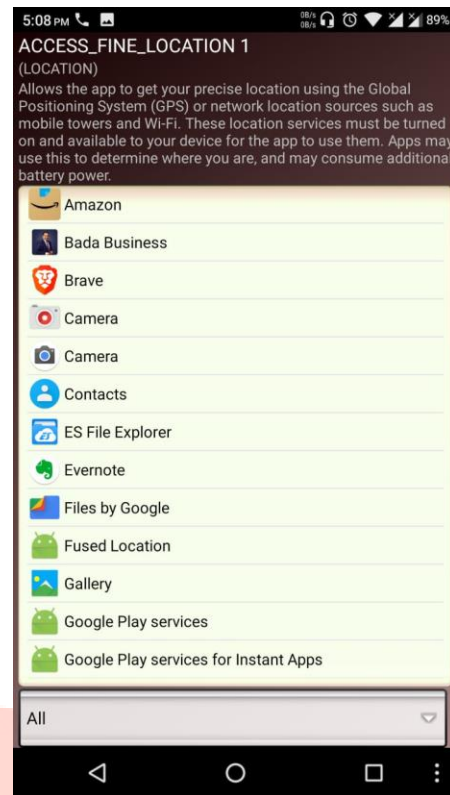 5:08 PM 0B/s 89%
0B/s
ACCESS_FINE_LOCATION 1
(LOCATION)
Allows the app to get your precise location using the Global
Positioning System (GPS) or network location sources such as
mobile towers and Wi-Fi. These location services must be turned
on and available to your device for the app to use them. Apps may
use this to determine where you are, and may consume additional
battery power.
Amazon
Bada Business
Brave
Camera
Camera
Contacts
ES File Explorer
Evernote
Files by Google
Fused Location
Gallery
Google Play services
Google Play services for Instant Apps
All